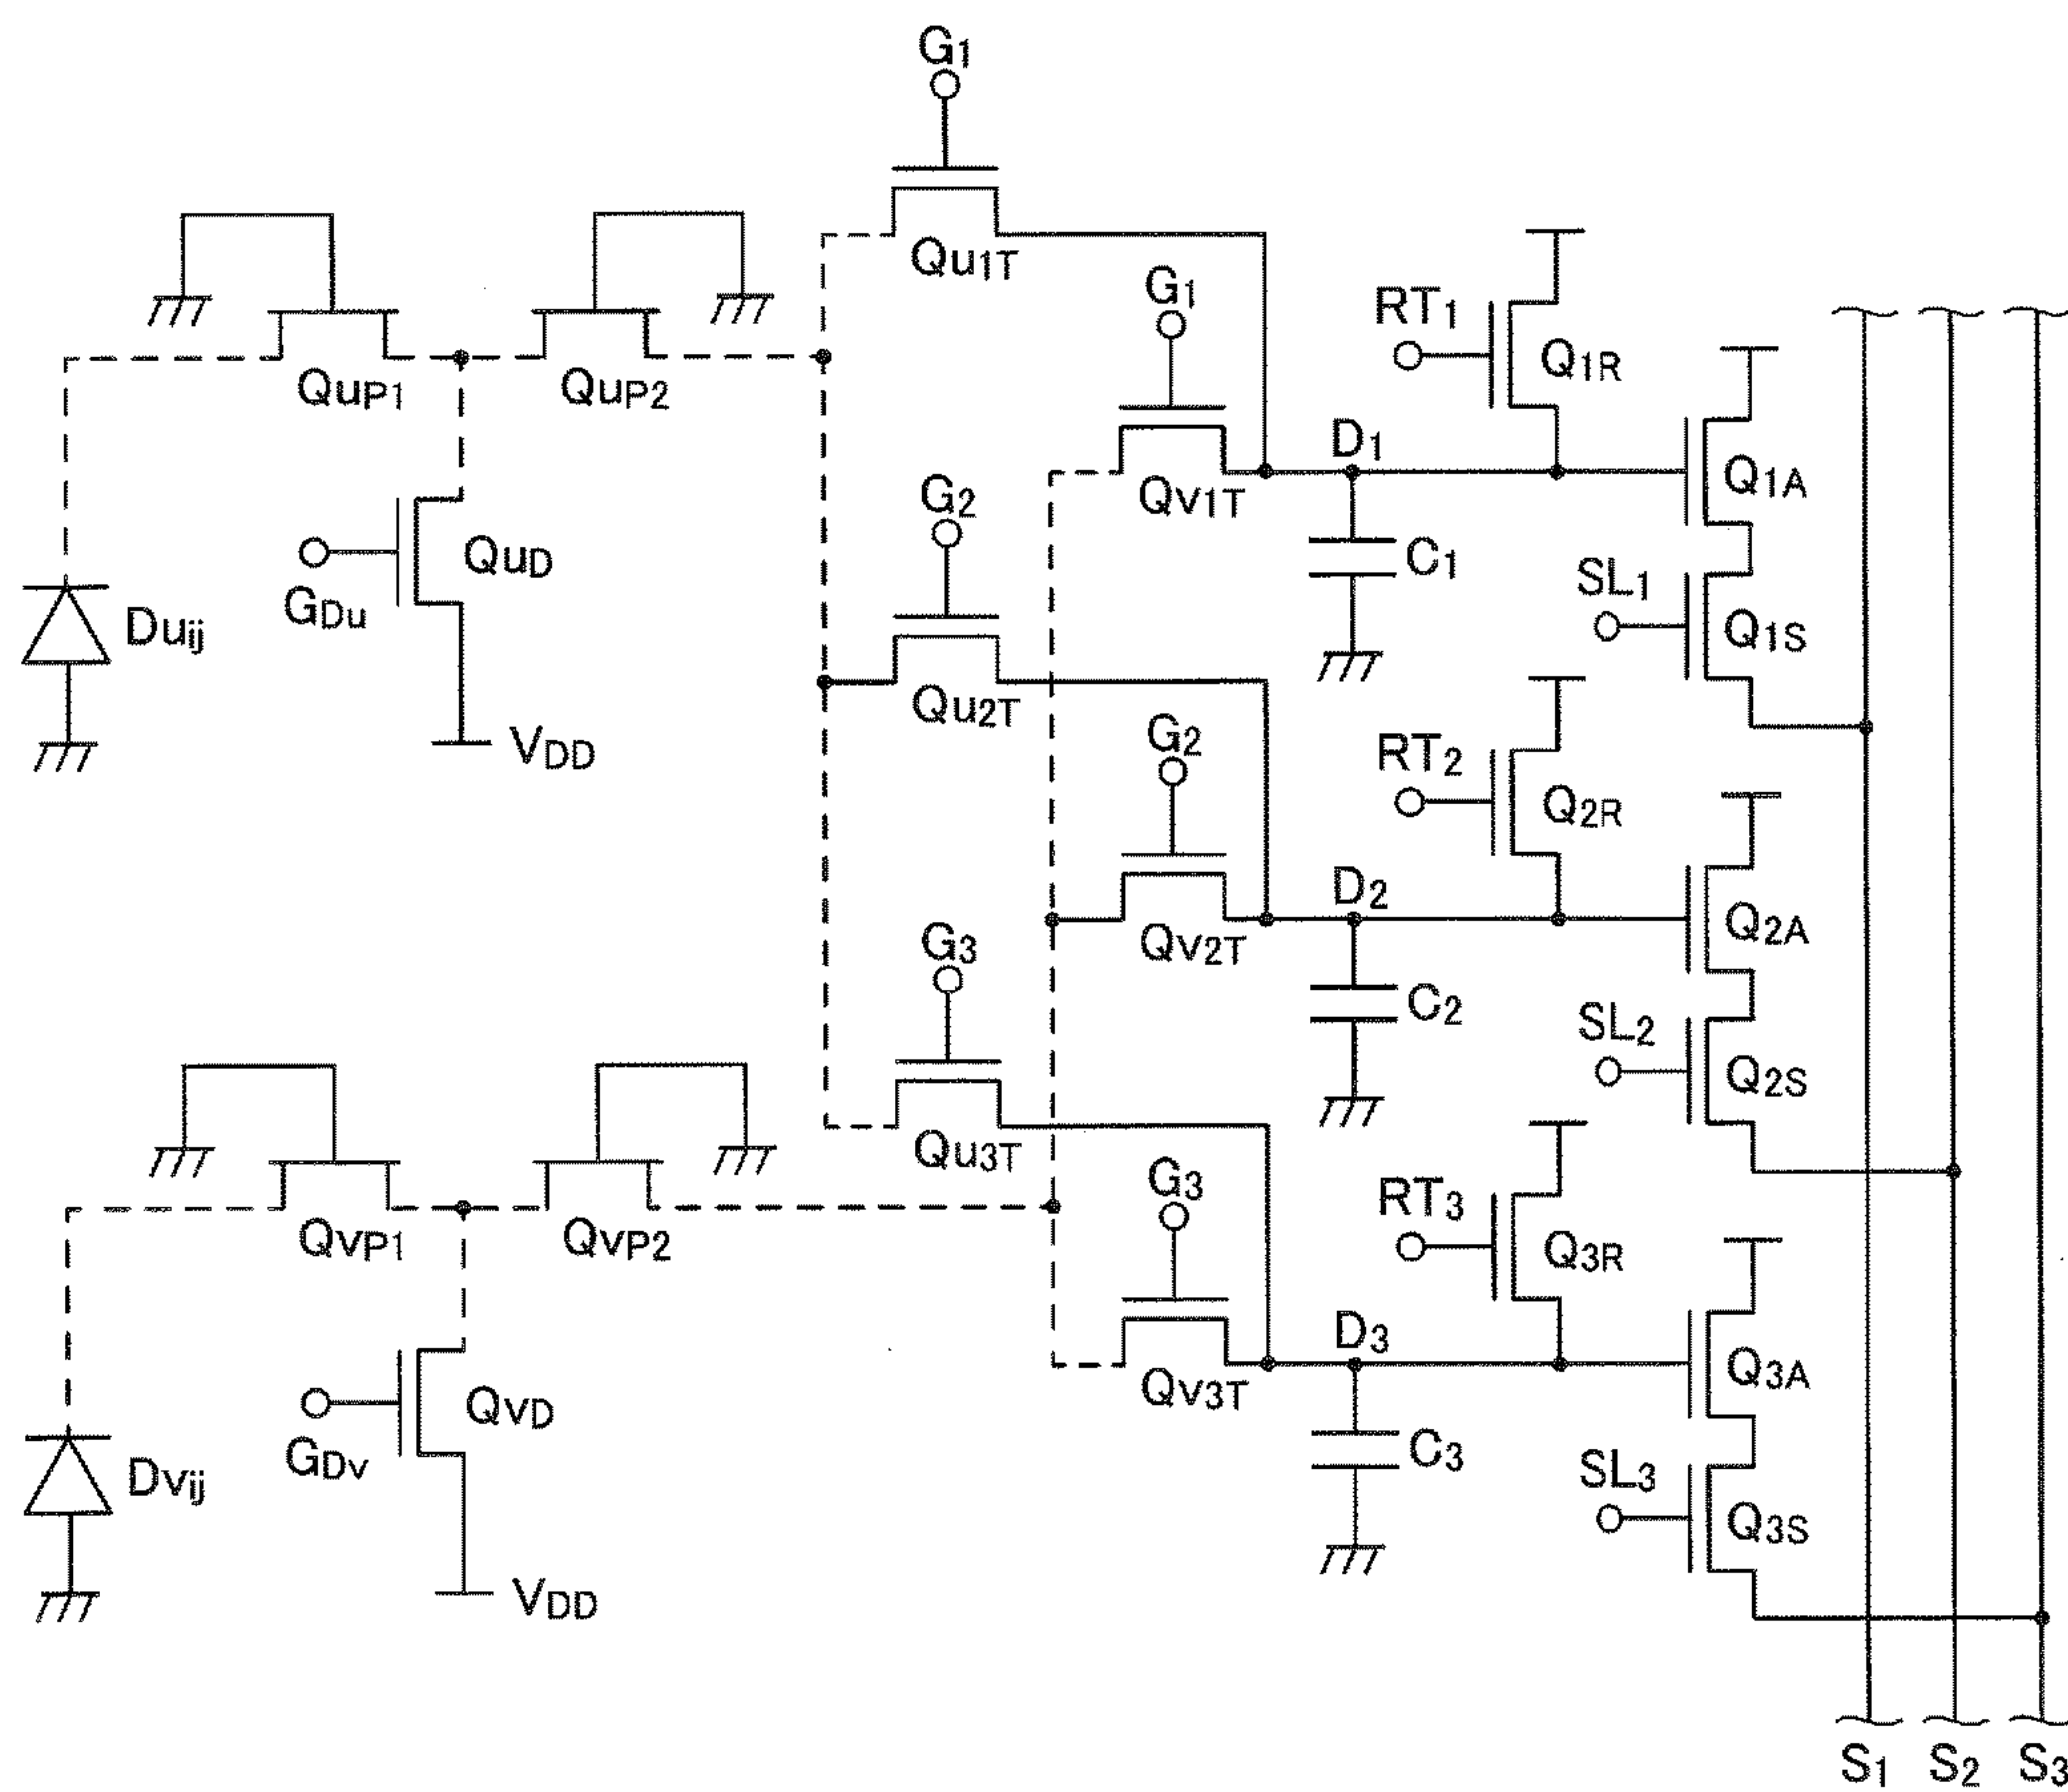 G1
Qu1T
G1
RT1
Q1R
QuP1
QuP2
D1
Qv1T
Q1A
G2
QuD
GDu
C1
SL1
Q1S
Duij
Qu2T
VDD
G2
RT2
Q2R
D2
Q2A
G3
Qv2T
C2
SL2
Q2S
Qu3T
G3
RT3
QvP1
QvP2
Q3R
D3
Q3A
Qv3T
QvD
GDv
C3
SL3
Dvij
Q3S
VDD
S1 S2 S3